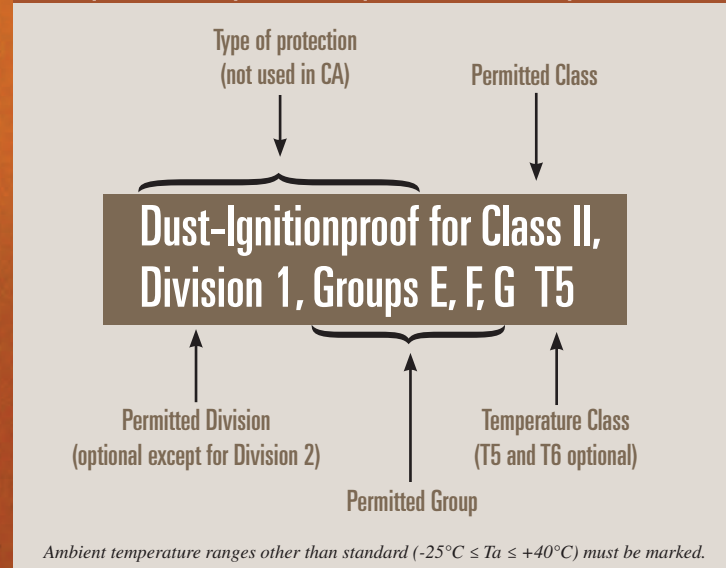 Type of protection
(not used in CA)
Permitted Class
Dust-Ignitionproof for Class II,
Division 1, Groups E, F, G T5
Permitted Division
(optional except for Division 2)
Temperature Class
(T5 and T6 optional)
Permitted Group
Ambient temperature ranges other than standard (-25°C ≤ Ta ≤ +40°C) must be marked.